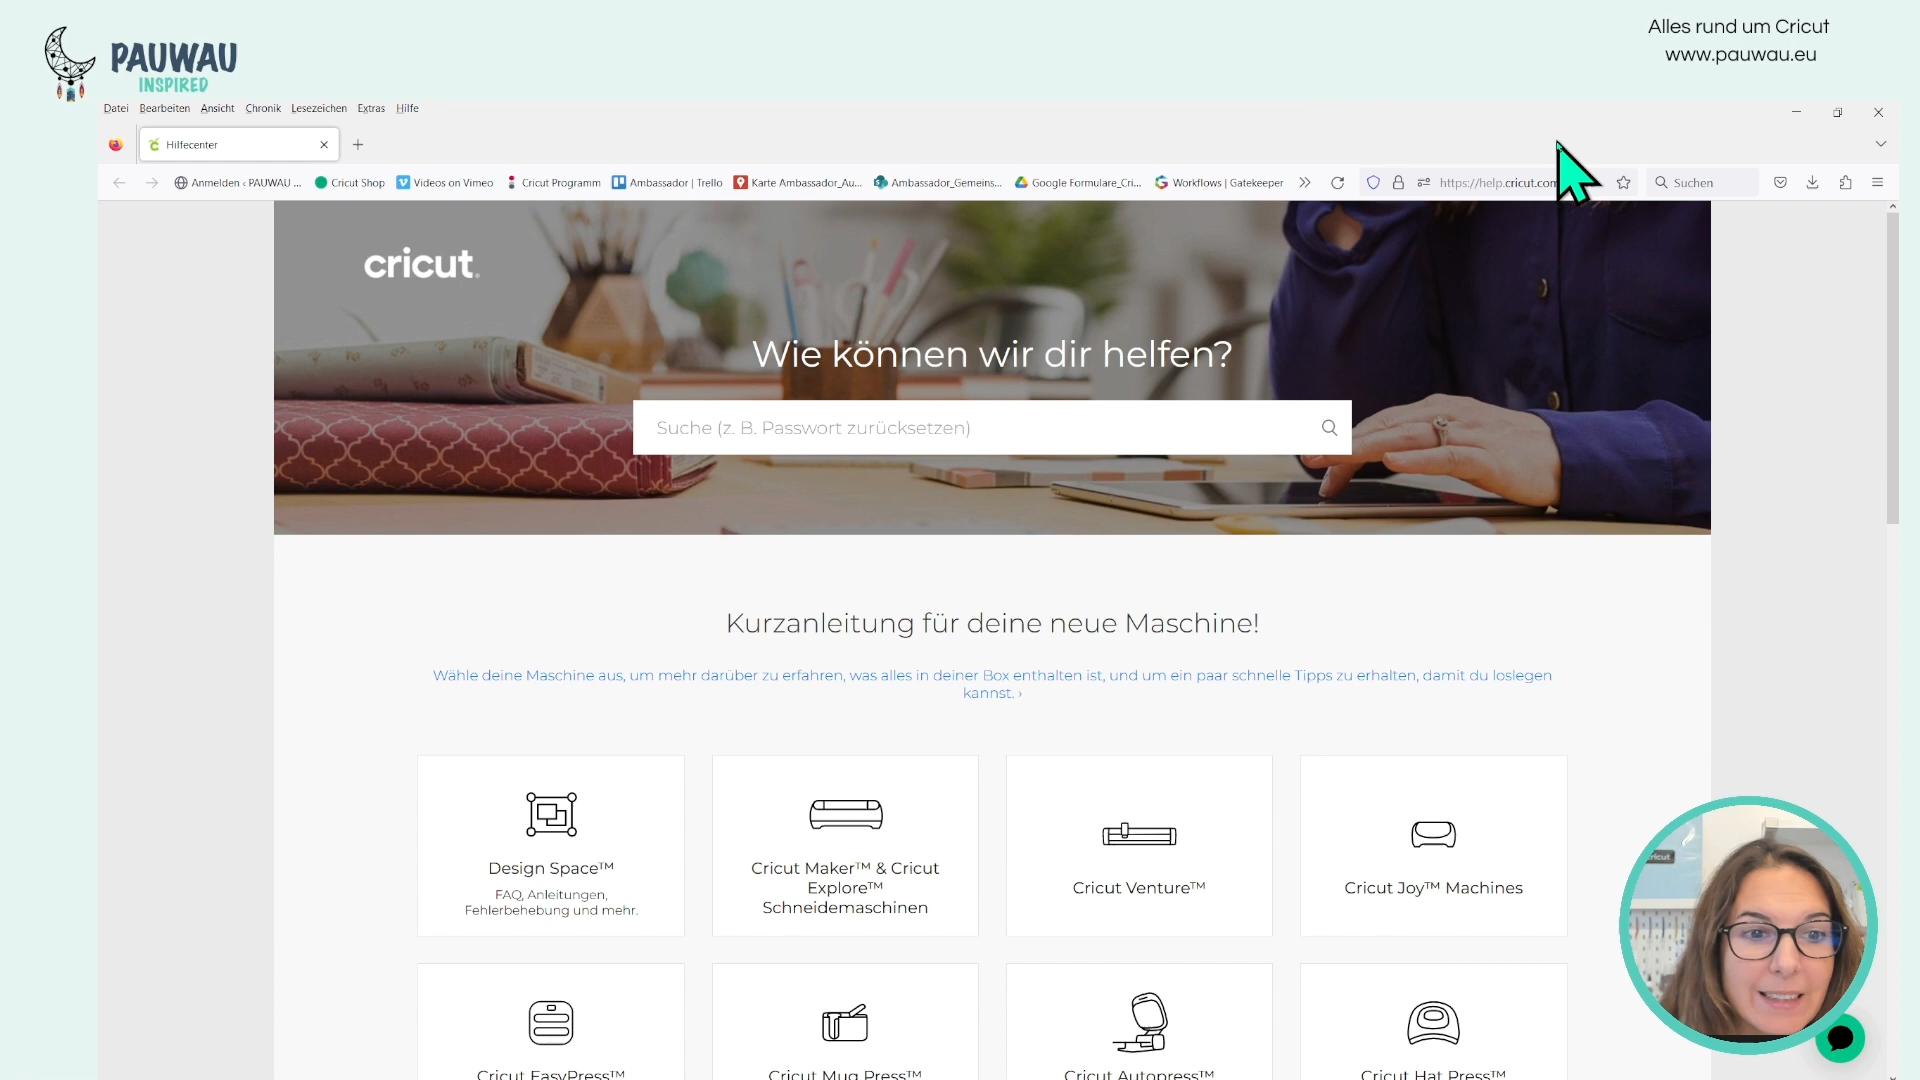 PAUWAU
INSPIRED
Alles rund um Cricut
www.pauwau.eu
Datei Bearbeiten Ansicht Chronik Lesezeichen Extras Hilfe
Hilfecenter
Anmelden ‹ PAUWAU ... Cricut Shop Videos on Vimeo Cricut Programm Ambassador | Trello Karte Ambassador_Au... Ambassador_Gemeins... Google Formulare_Cri... Workflows | Gatekeeper https://help.cricut.com Suchen
cricut
Wie können wir dir helfen?
Suche (z. B. Passwort zurücksetzen)
Kurzanleitung für deine neue Maschine!
Wähle deine Maschine aus, um mehr darüber zu erfahren, was alles in deiner Box enthalten ist, und um ein paar schnelle Tipps zu erhalten, damit du loslegen
kannst. ›
Design Space™
FAQ, Anleitungen,
Fehlerbehebung und mehr.
Cricut Maker™ & Cricut
Explore™
Schneidemaschinen
Cricut Venture™
Cricut Joy™ Machines
Cricut EasyPress™
Cricut Mug Press™
Cricut Autopress™
Cricut Hat Press™